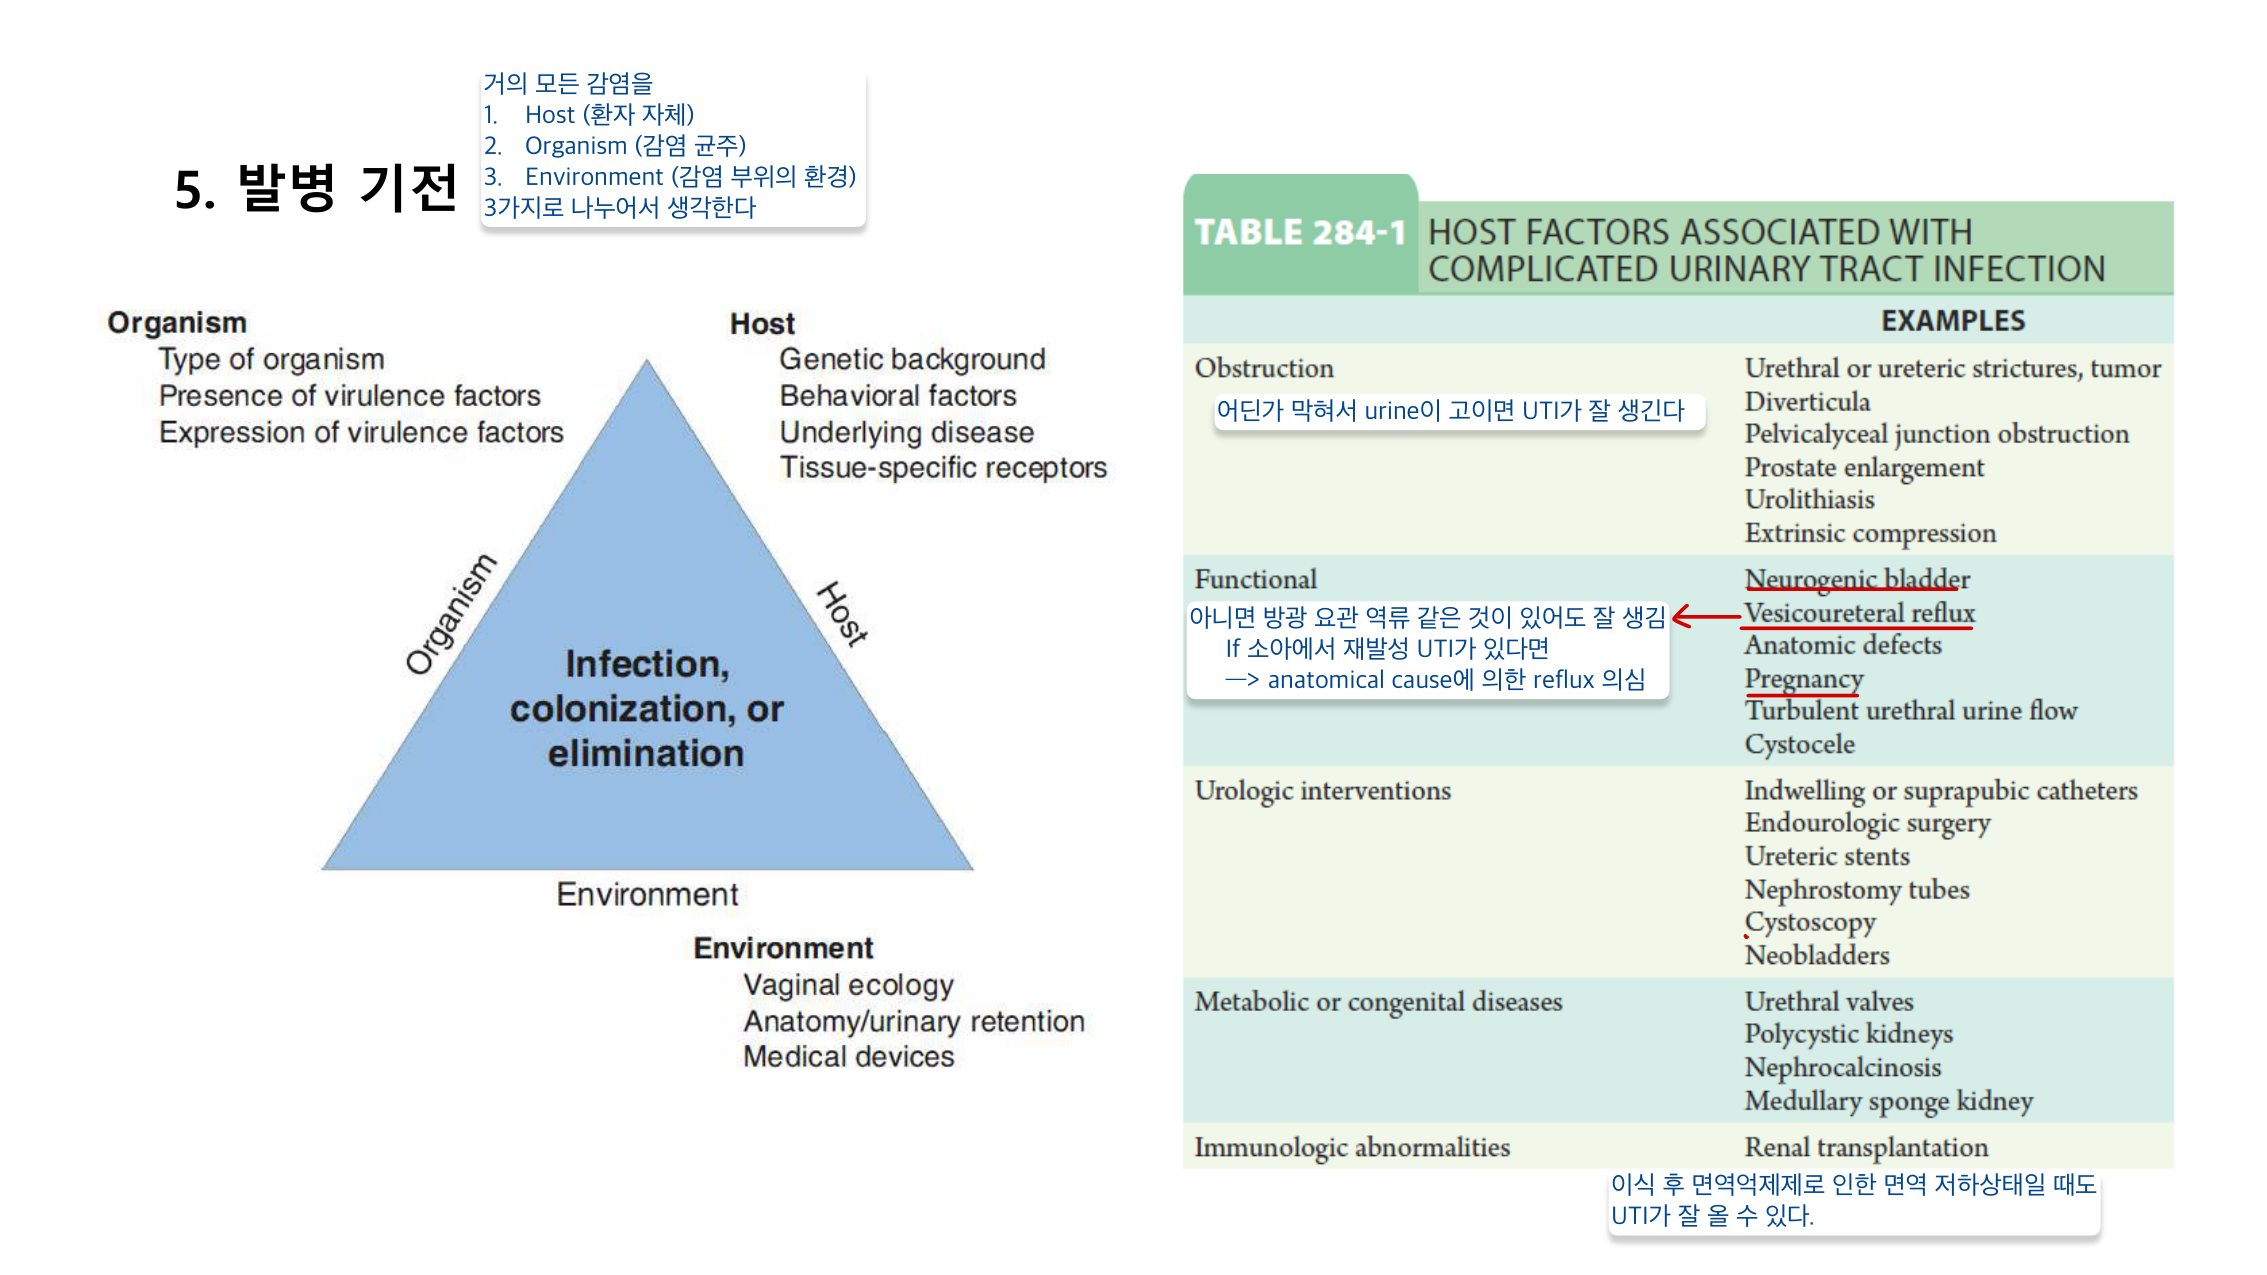 5. 발병 기전
거의 모든 감염을
1. Host (환자 자체)
2. Organism (감염 균주)
3. Environment (감염 부위의 환경)
3가지로 나누어서 생각한다
Organism
Type of organism
Presence of virulence factors
Expression of virulence factors
Host
Genetic background
Behavioral factors
Underlying disease
Tissue-specific receptors
Organism
Host
Infection,
colonization, or
elimination
Environment
Environment
Vaginal ecology
Anatomy/urinary retention
Medical devices
TABLE 284-1 HOST FACTORS ASSOCIATED WITH
COMPLICATED URINARY TRACT INFECTION
EXAMPLES
Obstruction
어딘가 막혀서 urine이 고이면 UTI가 잘 생긴다
Urethral or ureteric strictures, tumor
Diverticula
Pelvicalyceal junction obstruction
Prostate enlargement
Urolithiasis
Extrinsic compression
Functional
아니면 방광 요관 역류 같은 것이 있어도 잘 생김
If 소아에서 재발성 UTI가 있다면
—> anatomical cause에 의한 reflux 의심
Neurogenic bladder
Vesicoureteral reflux
Anatomic defects
Pregnancy
Turbulent urethral urine flow
Cystocele
Urologic interventions
Indwelling or suprapubic catheters
Endourologic surgery
Ureteric stents
Nephrostomy tubes
Cystoscopy
Neobladders
Metabolic or congenital diseases
Urethral valves
Polycystic kidneys
Nephrocalcinosis
Medullary sponge kidney
Immunologic abnormalities
Renal transplantation
이식 후 면역억제제로 인한 면역 저하상태일 때도
UTI가 잘 올 수 있다.